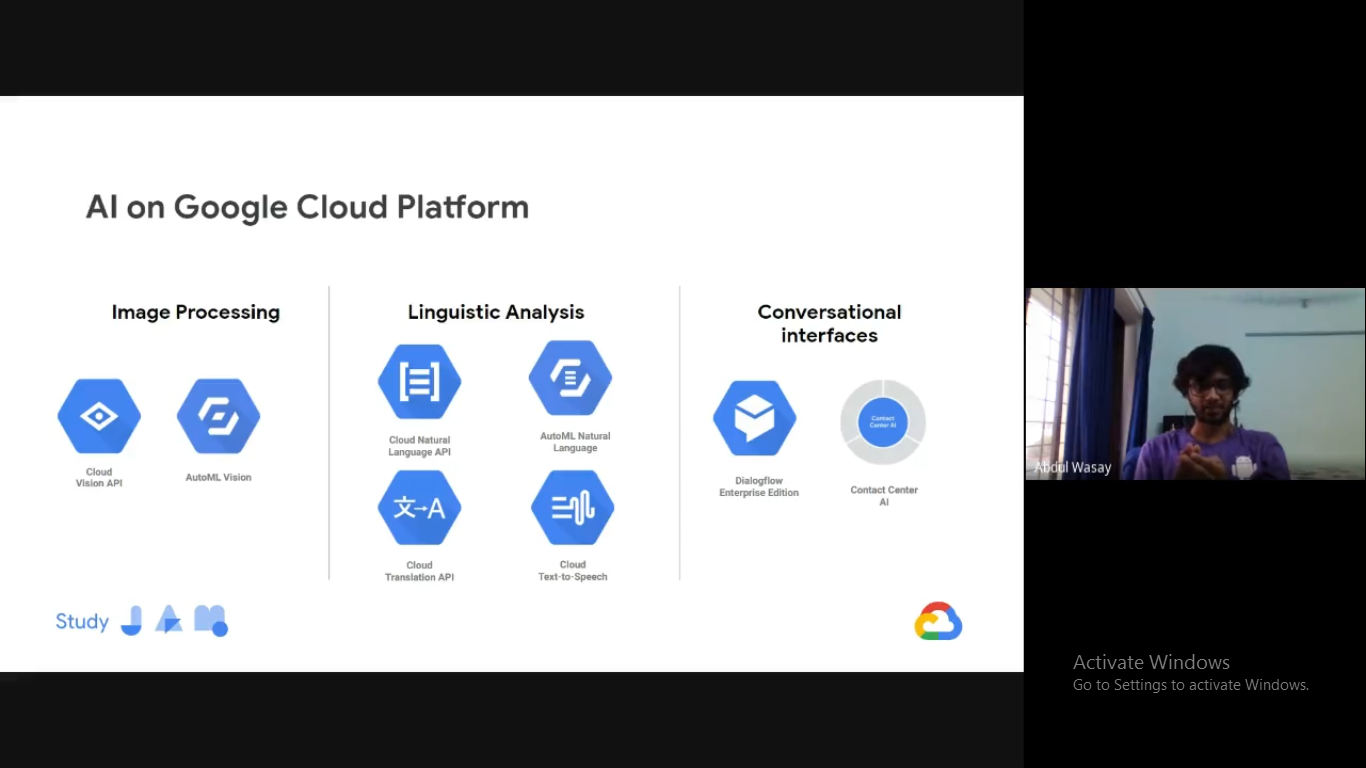 AI on Google Cloud Platform
Image Processing
Cloud
Vision API
AutoML Vision
Linguistic Analysis
Cloud Natural
Language API
AutoML Natural
Language
文→A
Cloud
Translation API
Cloud
Text-to-Speech
Conversational
interfaces
Dialogflow
Enterprise Edition
Contact
Center AI
Contact Center
AI
Study JAM
Abdul Wasay
Activate Windows
Go to Settings to activate Windows.